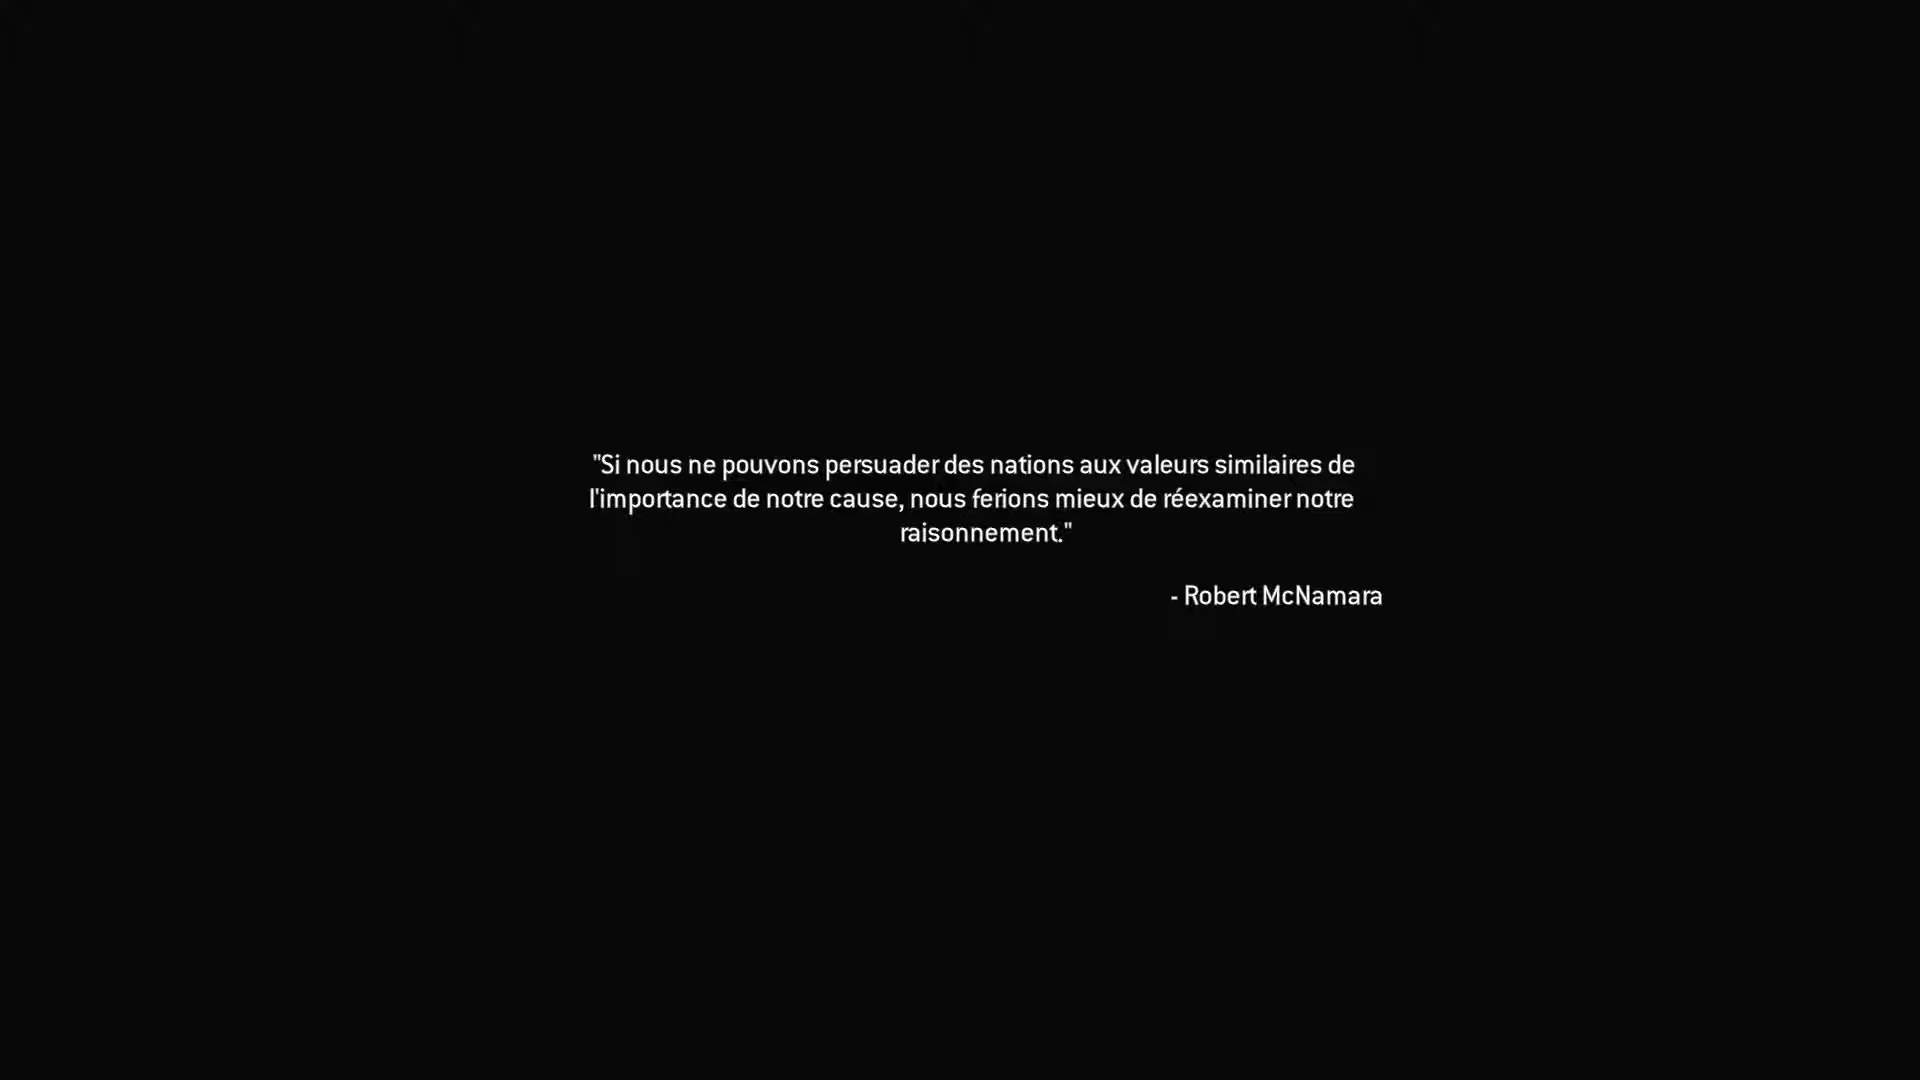 "Si nous ne pouvons persuader des nations aux valeurs similaires de
l'importance de notre cause, nous ferions mieux de réexaminer notre
raisonnement."
- Robert McNamara